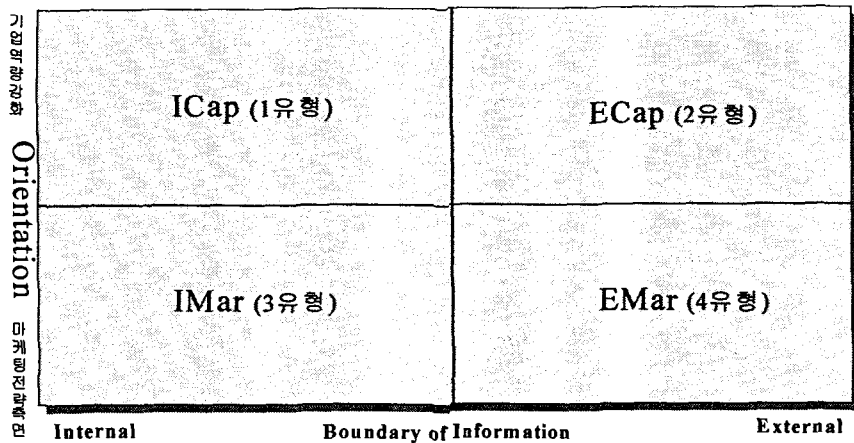 기업역량강화 Orientation 마케팅전략측면
ICap (1유형)
ECap (2유형)
IMar (3유형)
EMar (4유형)
Internal Boundary of Information External